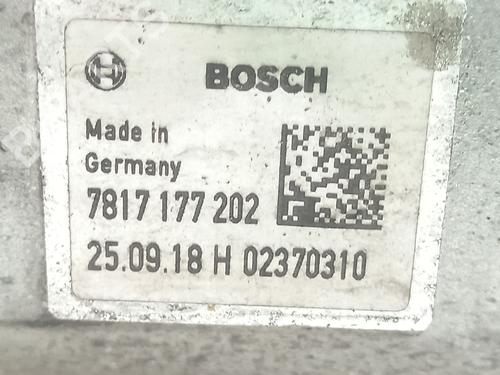 BOSCH
Made in
Germany
7817 177 202
25.09.18 H 02370310